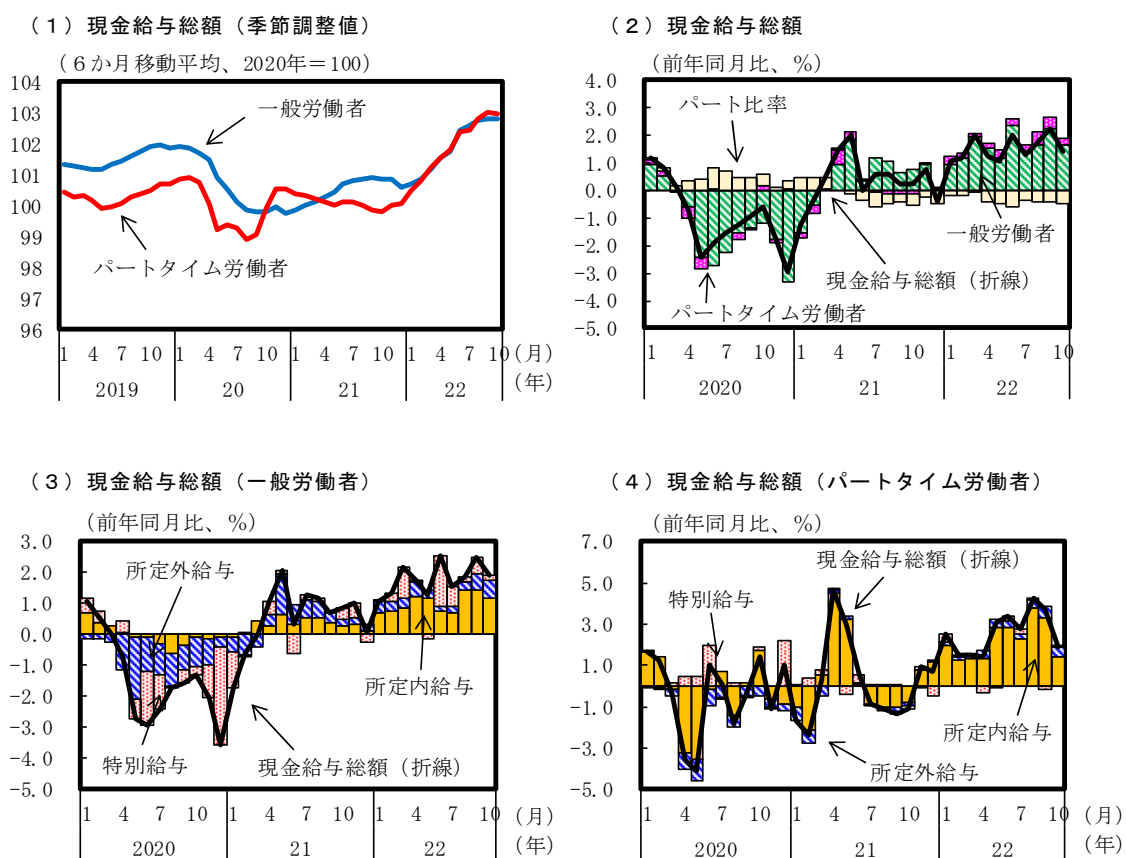 （１）現金給与総額（季節調整値）
（６か月移動平均、2020年＝100）
104
103
102
101
100
99
98
97
96
一般労働者
パートタイム労働者
1 4 7 10 1 4 7 10 1 4 7 10 1 4 7 10 （月）
2019 20 21 22 （年）
（２）現金給与総額
（前年同月比、％）
4.0
3.0
2.0
1.0
0.0
-1.0
-2.0
-3.0
-4.0
-5.0
パート比率
一般労働者
現金給与総額（折線）
パートタイム労働者
1 4 7 10 1 4 7 10 1 4 7 10
2020 21 22
（３）現金給与総額（一般労働者）
（前年同月比、％）
3.0
2.0
1.0
0.0
-1.0
-2.0
-3.0
-4.0
-5.0
所定外給与
所定内給与
特別給与
現金給与総額（折線）
1 4 7 10 1 4 7 10 1 4 7 10 （月）
2020 21 22 （年）
（４）現金給与総額（パートタイム労働者）
（前年同月比、％）
7.0
5.0
3.0
1.0
-1.0
-3.0
-5.0
現金給与総額（折線）
特別給与
所定内給与
所定外給与
1 4 7 10 1 4 7 10 1 4 7 10 （月）
2020 21 22 （年）